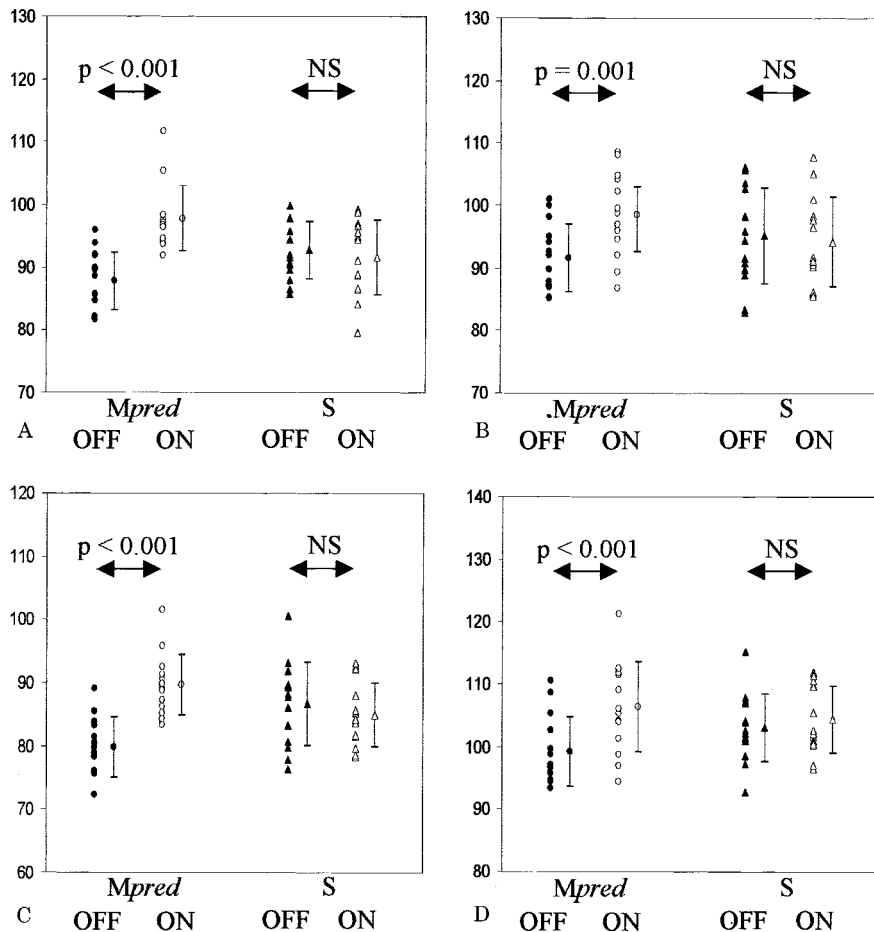 130
120
110
100
90
80
70
p < 0.001
NS
Mpred
S
A
OFF
ON
OFF
ON
130
120
110
100
90
80
70
p = 0.001
NS
.Mpred
S
B
OFF
ON
OFF
ON
120
110
100
90
80
70
60
p < 0.001
NS
Mpred
S
C
OFF
ON
OFF
ON
140
130
120
110
100
90
80
p < 0.001
NS
Mpred
S
D
OFF
ON
OFF
ON